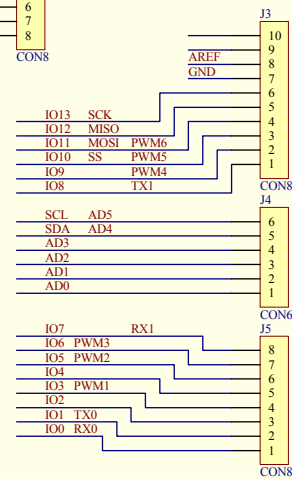 6
7
8
CON8
J3
10
9
AREF 8
GND 7
6
IO13 SCK 5
IO12 MISO 4
IO11 MOSI PWM6 3
IO10 SS PWM5 2
IO9 PWM4 1
IO8 TX1
CON8
J4
SCL AD5 6
SDA AD4 5
AD3 4
AD2 3
AD1 2
AD0 1
CON6
J5
IO7 RX1
IO6 PWM3 8
IO5 PWM2 7
IO4 6
IO3 PWM1 5
IO2 4
IO1 TX0 3
IO0 RX0 2
1
CON8